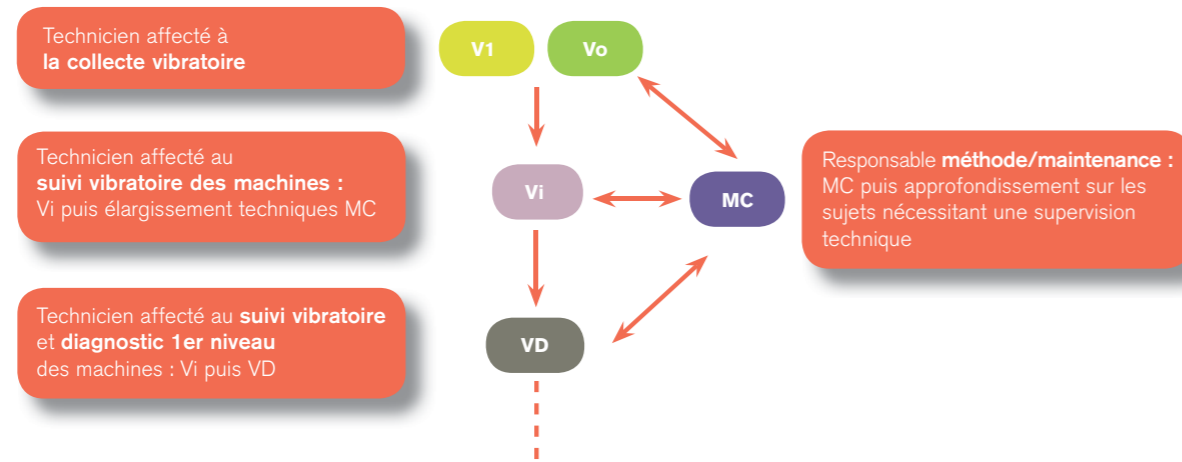 Technicien affecté à
la collecte vibratoire
V1
Vo
Technicien affecté au
suivi vibratoire des machines :
Vi puis élargissement techniques MC
Vi
MC
Responsable méthode/maintenance :
MC puis approfondissement sur les
sujets nécessitant une supervision
technique
Technicien affecté au suivi vibratoire
et diagnostic 1er niveau
des machines : Vi puis VD
VD